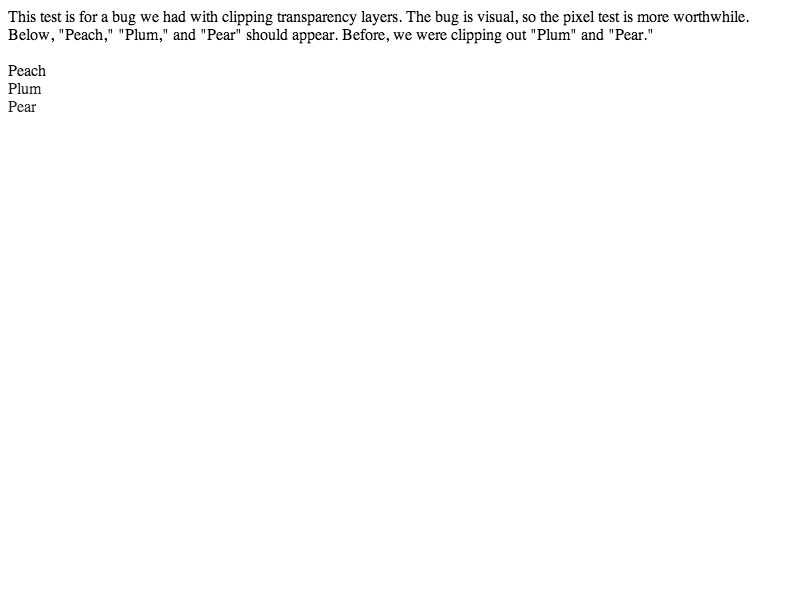 This test is for a bug we had with clipping transparency layers. The bug is visual, so the pixel test is more worthwhile.
Below, "Peach," "Plum," and "Pear" should appear. Before, we were clipping out "Plum" and "Pear."
Peach
Plum
Pear